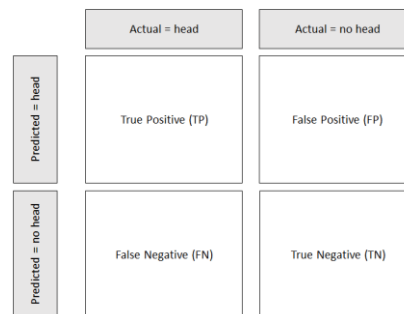 Actual = head
Actual = no head
Predicted = head
True Positive (TP)
False Positive (FP)
Predicted = no head
False Negative (FN)
True Negative (TN)